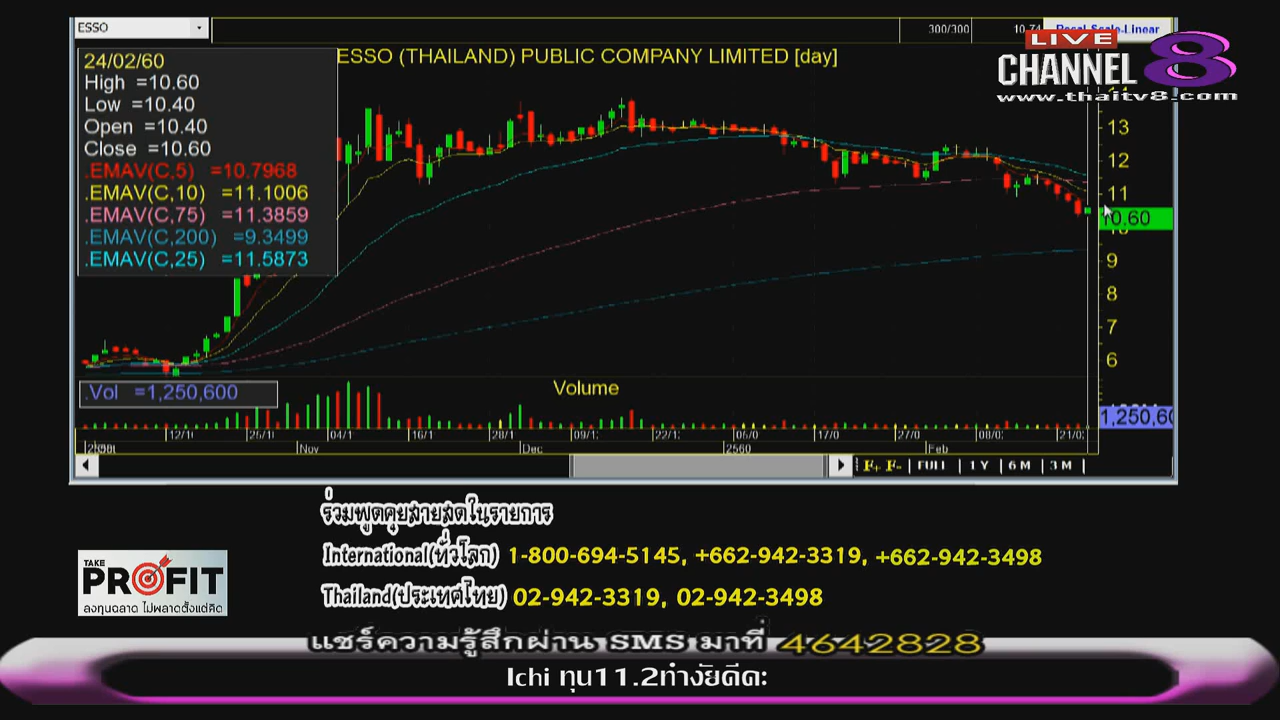 ESSO
300/300
10.74
Rascal-Scale-Linear
LIVE
CHANNEL 8
www.thaitv8.com
ESSO (THAILAND) PUBLIC COMPANY LIMITED [day]
24/02/60
High =10.60
Low =10.40
Open =10.40
Close =10.60
.EMAV(C,5) =10.7968
.EMAV(C,10) =11.1006
.EMAV(C,75) =11.3859
.EMAV(C,200) =9.3499
.EMAV(C,25) =11.5873
13
12
11
10.60
9
8
7
6
.Vol =1,250,600
Volume
1,250,60
12/1 25/1 04/1 16/1 28/1 09/1 22/1 05/0 17/0 27/0 08/0 21/0
Nov Dec 2560 Feb
F+ F- FULL 1 Y 6 M 3 M
ร่วมพูดคุยสายสดในรายการ
International(ทั่วโลก) 1-800-694-5145, +662-942-3319, +662-942-3498
Thailand(ประเทศไทย) 02-942-3319, 02-942-3498
TAKE
PROFIT
ลงทุนฉลาด ไม่พลาดตั้งแต่คิด
แชร์ความรู้สึกผ่าน SMS มาที่ 4642828
Ichi ทุน11.2ทำงัยดีคะ